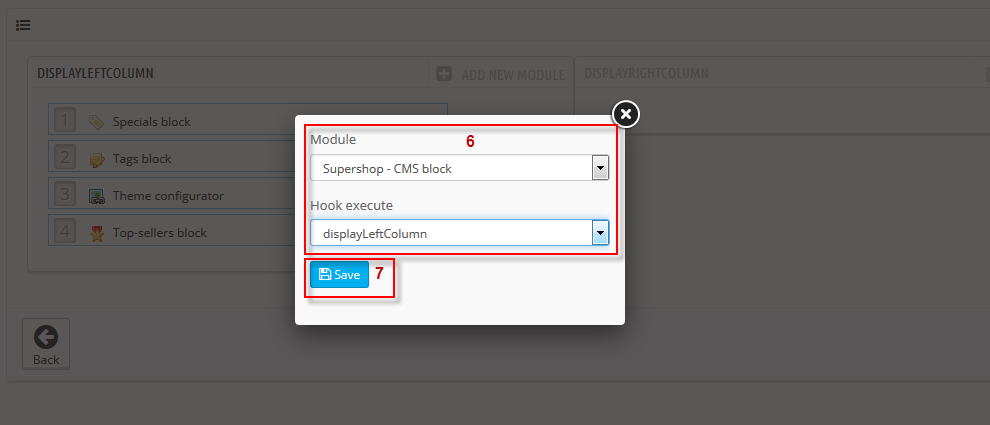 DISPLAYLEFTCOLUMN
ADD NEW MODULE
DISPLAYRIGHTCOLUMN
1 Specials block
2 Tags block
3 Theme configurator
4 Top-sellers block
Module
6
Supershop - CMS block
Hook execute
displayLeftColumn
Save
7
Back